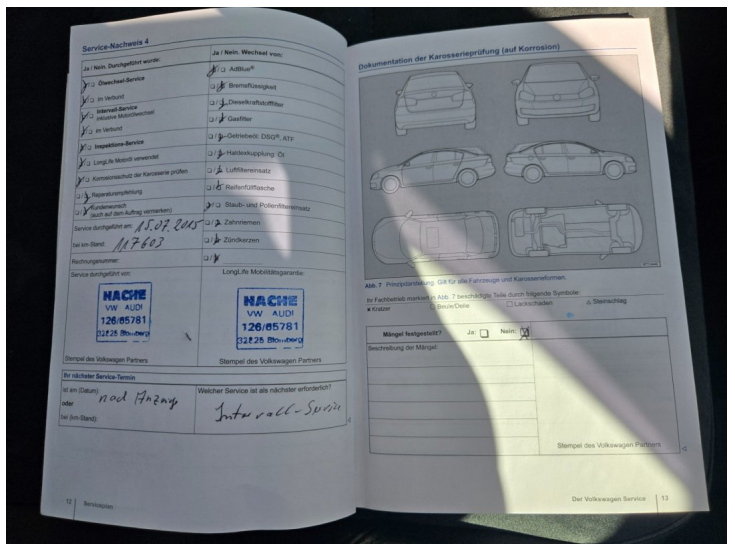 Service-Nachweis 4
Ja / Nein. Durchgeführt wurde:
Ölwechsel-Service
im Verbund
Intervall-Service
inklusive Mobilölwechsel
im Verbund
Inspektions-Service
LongLife Motoröl verwendet
Korrosionsschutz der Karosserie prüfen
Reparaturempfehlung
Kundenwunsch
(auch auf dem Auftrag vermerken)
Service durchgeführt am: 15.07.2015
bei km-Stand: 117603
Rechnungsnummer:
Service durchgeführt von:
NACHE
VW AUDI
126/65781
32825 Blomberg
Stempel des Volkswagen Partners
Ja / Nein. Wechsel von:
AdBlue®
Bremsflüssigkeit
Dieselkraftstofffilter
Gasfilter
Getriebeöl: DSG®, ATF
Haldexkupplung: Öl
Luftfiltereinsatz
Reifenfüllflasche
Staub- und Pollenfiltereinsatz
Zahnriemen
Zündkerzen
LongLife Mobilitätsgarantie:
NACHE
VW AUDI
126/65781
32825 Blomberg
Stempel des Volkswagen Partners
Ihr nächster Service-Termin
ist am (Datum): nach Anzeige
oder
bei (km-Stand):
Welcher Service ist als nächster erforderlich?
Intervall-Service
12 Serviceplan
Dokumentation der Karosserieprüfung (auf Korrosion)
Abb. 7 Prinzipdarstellung: Gilt für alle Fahrzeuge und Karosserieformen.
Ihr Fachbetrieb markiert in Abb. 7 beschädigte Teile durch folgende Symbole:
× Kratzer ○ Beule/Delle □ Lackschaden △ Steinschlag
Mängel festgestellt? Ja: Nein:
Beschreibung der Mängel:
Stempel des Volkswagen Partners
Der Volkswagen Service 13